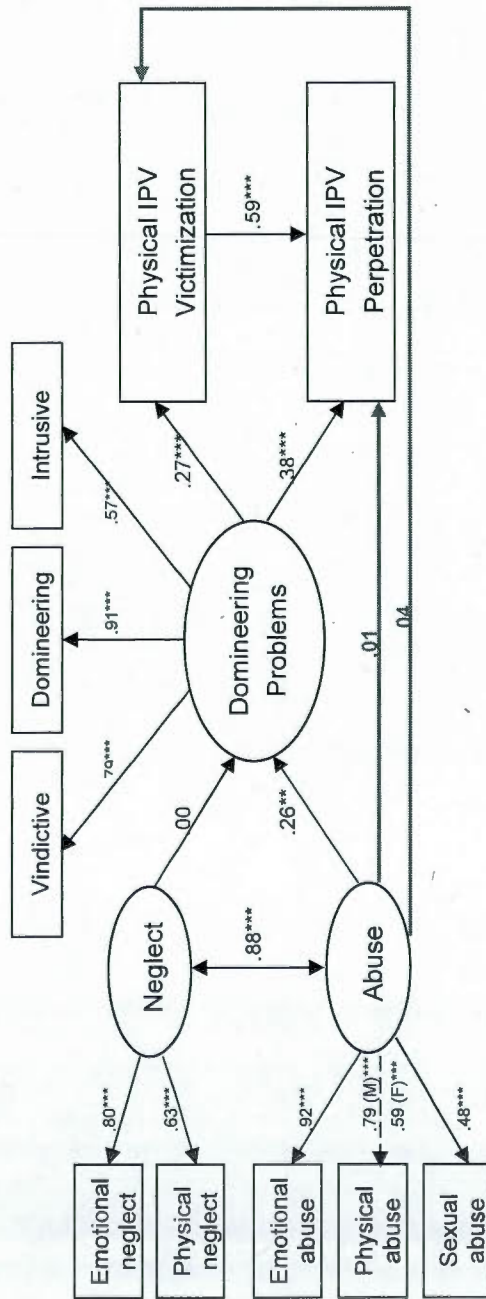 Vindictive
Domineering
Intrusive
.79***
.91***
.57***
Emotional
neglect
Physical
neglect
.80***
.63***
Neglect
.00
.88***
Domineering
Problems
.27***
.38***
Physical IPV
Victimization
.59***
Physical IPV
Perpetration
Emotional
abuse
Physical
abuse
Sexual
abuse
.92***
.79 (M)***
.59 (F)***
.48***
Abuse
.26**
.01
.04